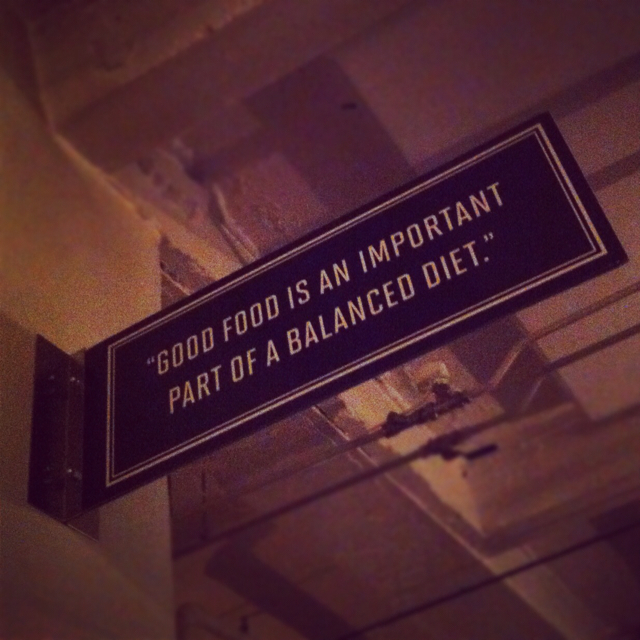 “GOOD FOOD IS AN IMPORTANT
PART OF A BALANCED DIET.”